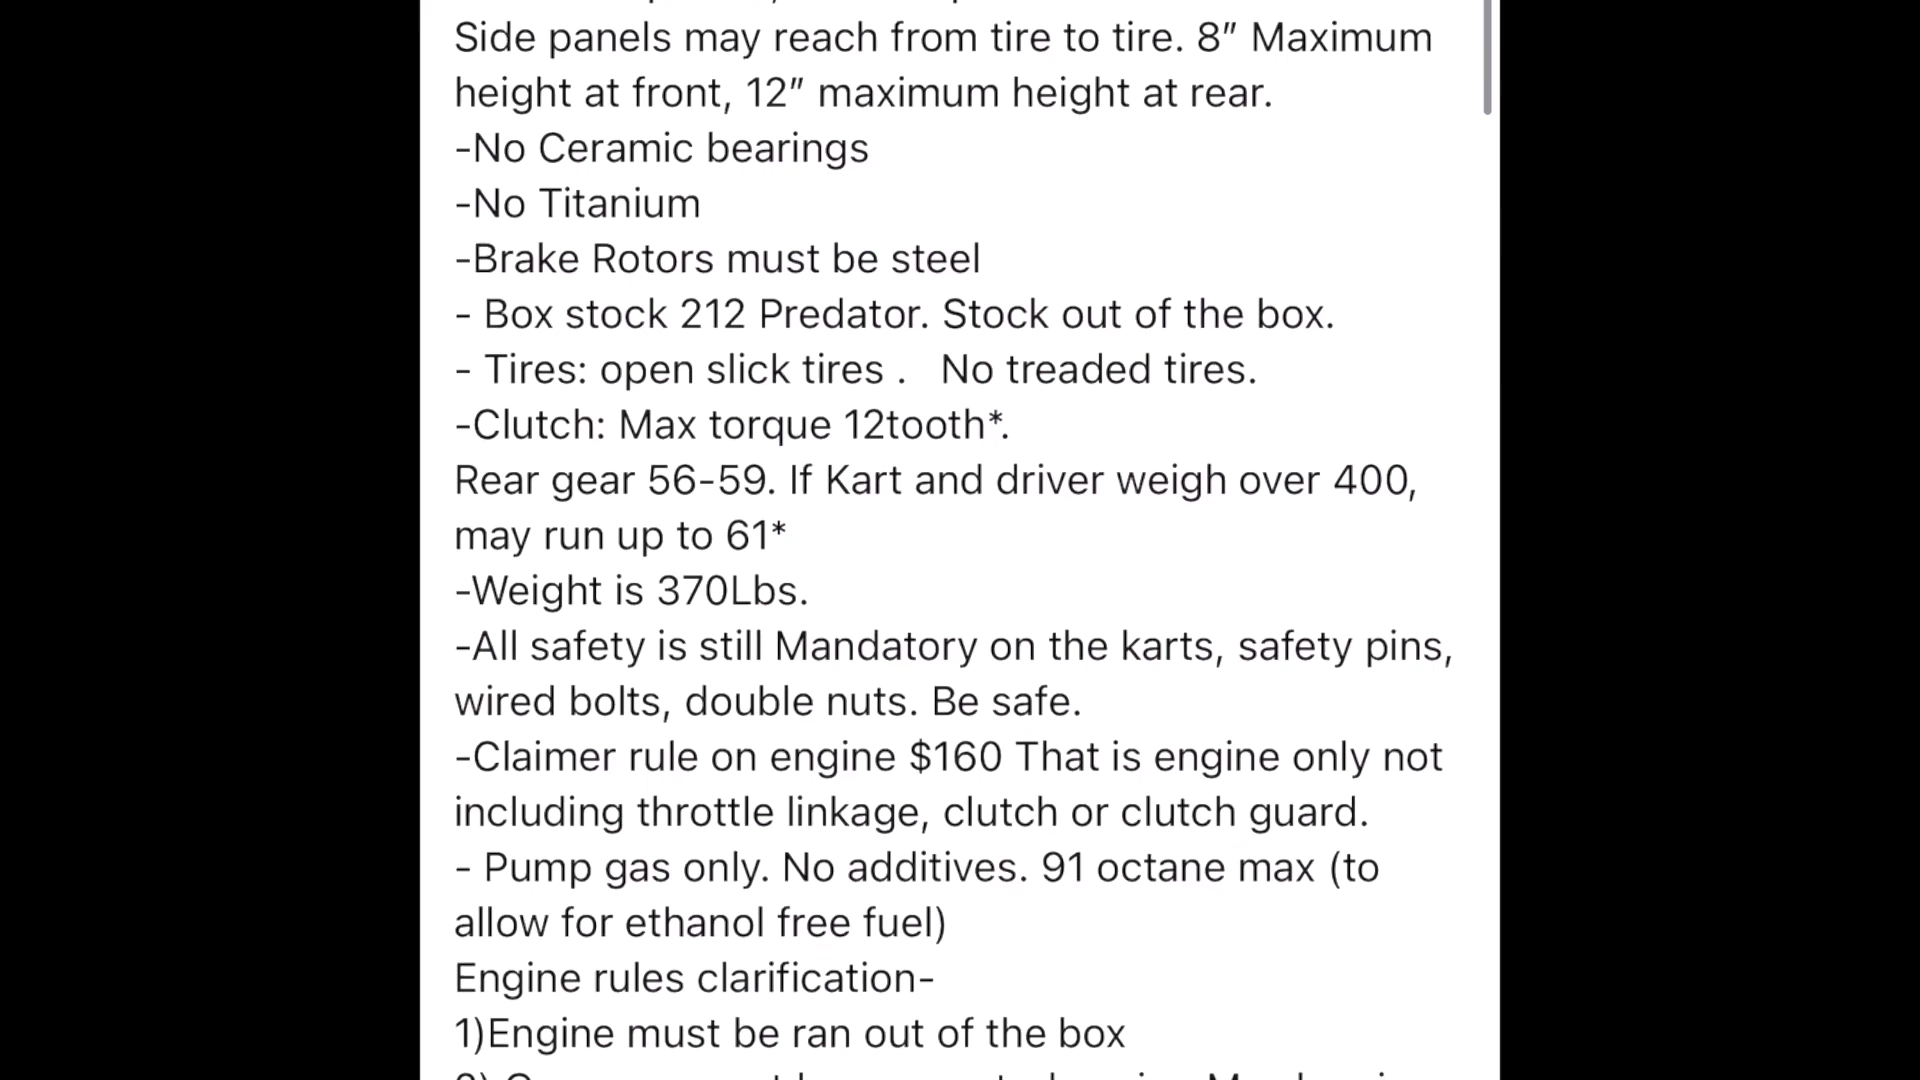 Side panels may reach from tire to tire. 8” Maximum
height at front, 12” maximum height at rear.
-No Ceramic bearings
-No Titanium
-Brake Rotors must be steel
- Box stock 212 Predator. Stock out of the box.
- Tires: open slick tires .   No treaded tires.
-Clutch: Max torque 12tooth*.
Rear gear 56-59. If Kart and driver weigh over 400,
may run up to 61*
-Weight is 370Lbs.
-All safety is still Mandatory on the karts, safety pins,
wired bolts, double nuts. Be safe.
-Claimer rule on engine $160 That is engine only not
including throttle linkage, clutch or clutch guard.
- Pump gas only. No additives. 91 octane max (to
allow for ethanol free fuel)
Engine rules clarification-
1)Engine must be ran out of the box